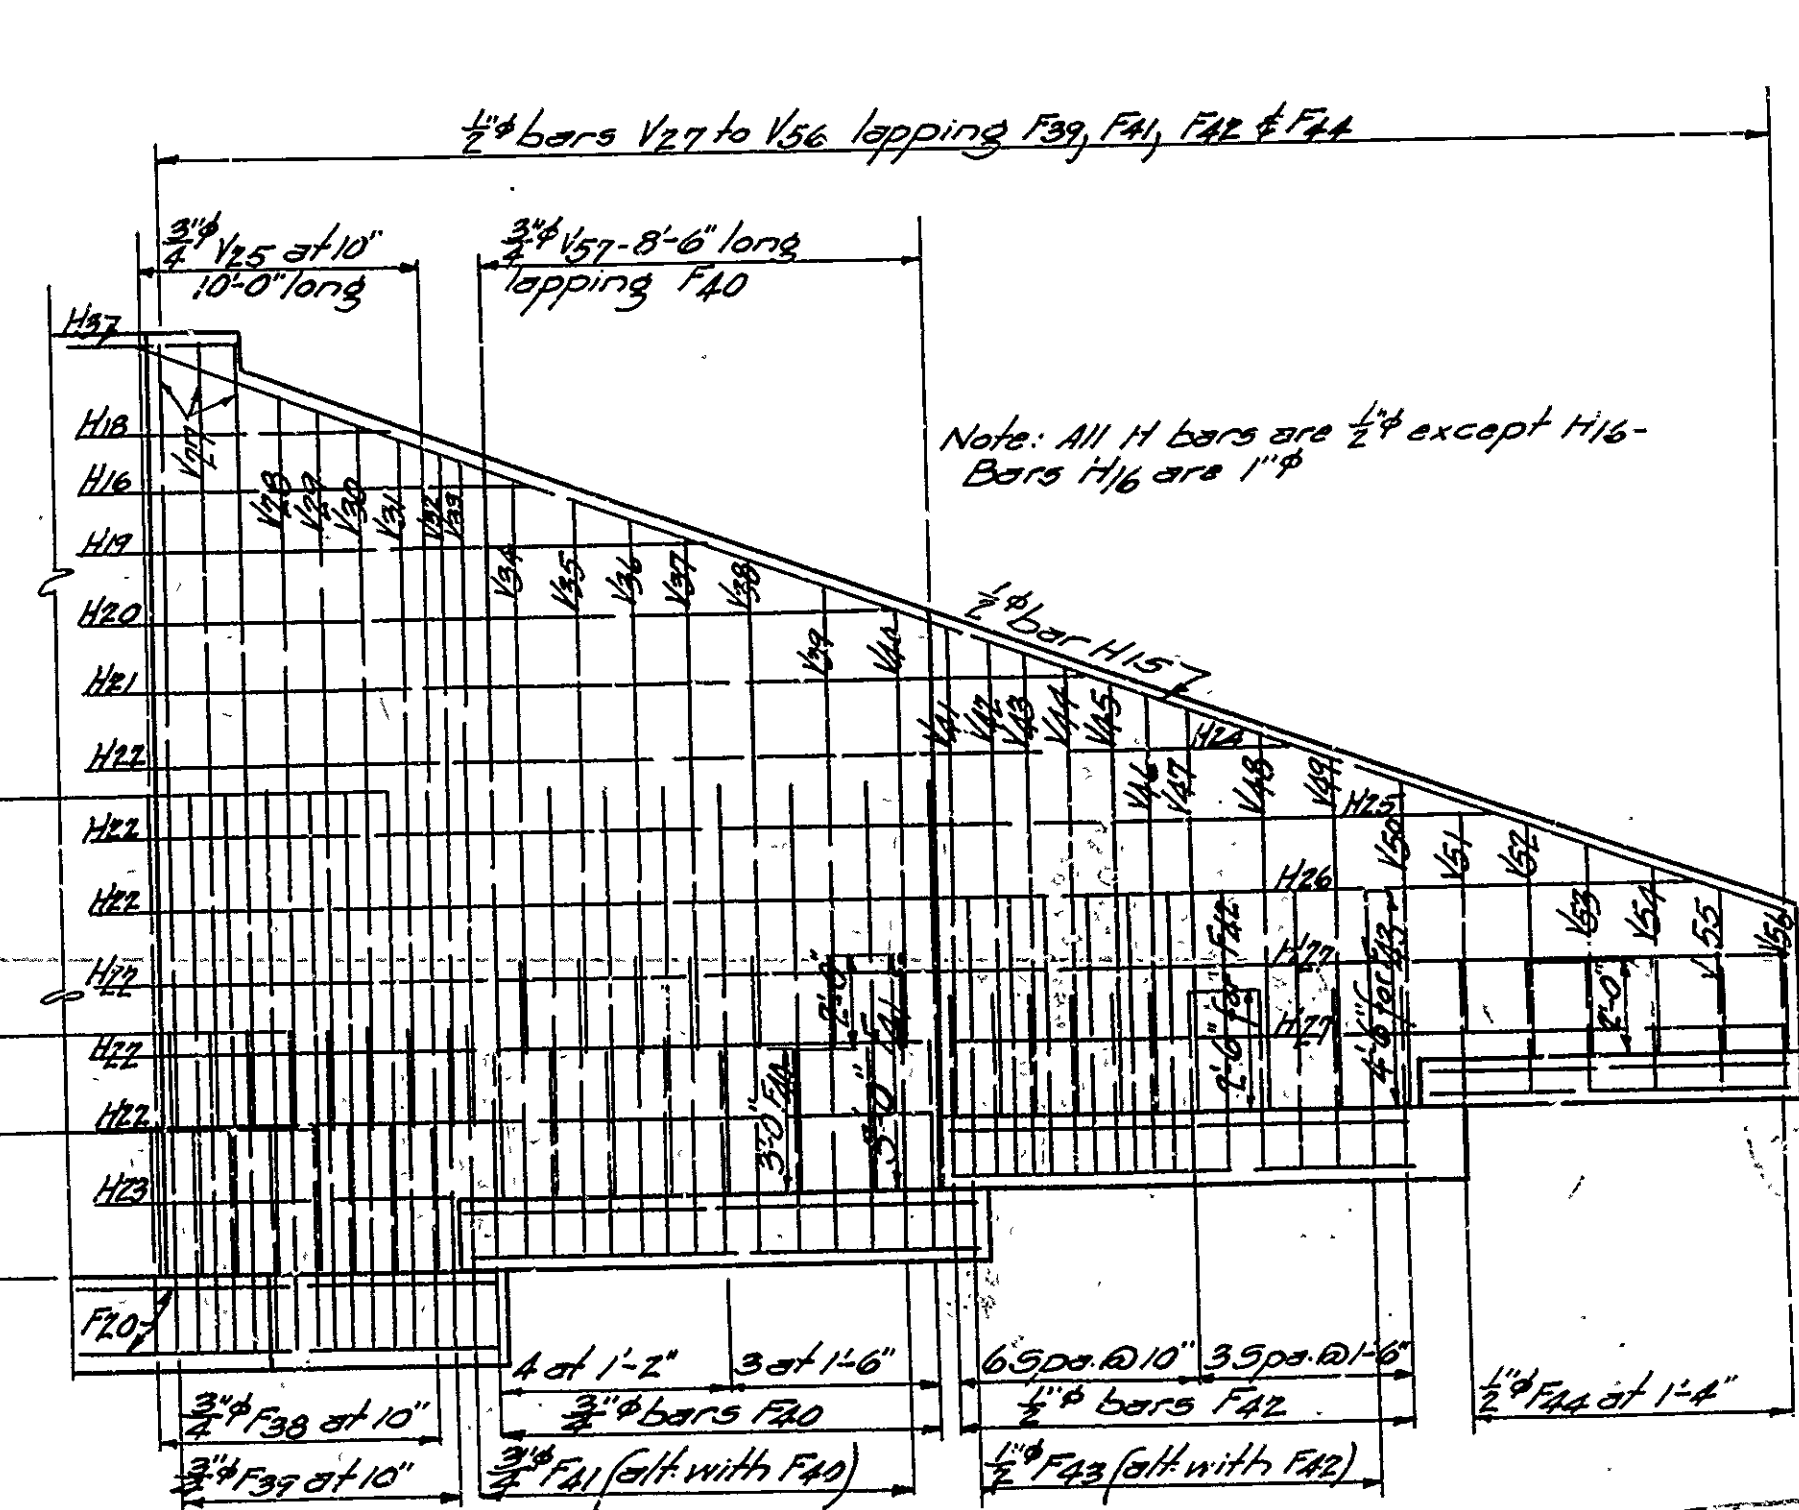 1/2"ϕ bars V27 to V56 lapping F39, F41, F42 & F44
3/4"ϕ V25 at 10"
10'-0" long
3/4"ϕ V57 - 8'-6" long
lapping F40
H37
Note: All H bars are 1/2"ϕ except H16 -
Bars H16 are 1"ϕ
H18
V27
H16
V28
V29
V30
V31
V32
V33
H19
V34
V35
V36
V37
V38
H20
1/2"ϕ bar H15
V39
V40
H21
V41
V42
V43
V44
V45
H22
H24
V46
V47
V48
V49
H25
H22
V50
V51
V52
H22
H26
V53
V54
V55
V56
H22
2'-0"
F41
2'-6" for F42
H27
4'-6" for F43
2'-0"
H22
H27
3'-0" F40
3'-0"
H22
H23
F20
4 at 1'-2"
3 at 1'-6"
6 Spa. @ 10"
3 Spa. @ 1'-6"
3/4"ϕ F38 at 10"
3/4"ϕ bars F40
1/2"ϕ bars F42
1/2"ϕ F44 at 1'-4"
3/4"ϕ F39 at 10"
3/4"ϕ F41 (alt. with F40)
1/2"ϕ F43 (alt. with F42)